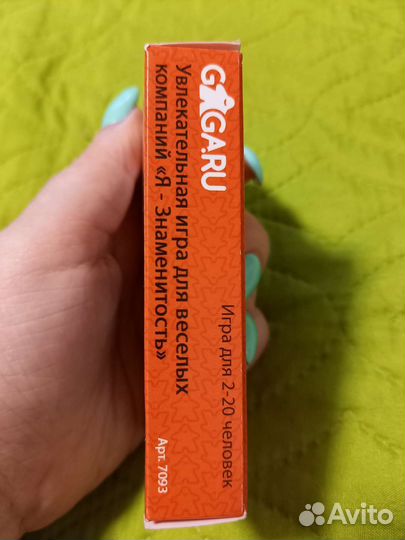 GAGA.RU
Увлекательная игра для веселых
компаний «Я - Знаменитость»
Игра для 2-20 человек
Арт. 7093
Avito